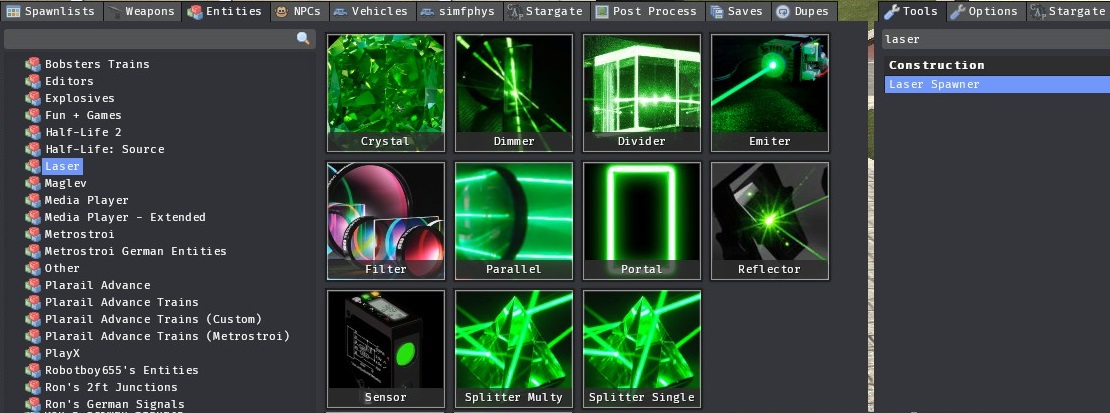 Spawnlists
Weapons
Entities
NPCs
Vehicles
simfphys
Stargate
Post Process
Saves
Dupes
Tools
Options
Stargate
laser
Construction
Laser Spawner
Bobsters Trains
Editors
Explosives
Fun + Games
Half-Life 2
Half-Life: Source
Laser
Maglev
Media Player
Media Player - Extended
Metrostroi
Metrostroi German Entities
Other
Plarail Advance
Plarail Advance Trains
Plarail Advance Trains (Custom)
Plarail Advance Trains (Metrostroi)
PlayX
Robotboy655's Entities
Ron's 2ft Junctions
Ron's German Signals
Crystal
Dimmer
Divider
Emiter
Filter
Parallel
Portal
Reflector
Sensor
Splitter Multy
Splitter Single